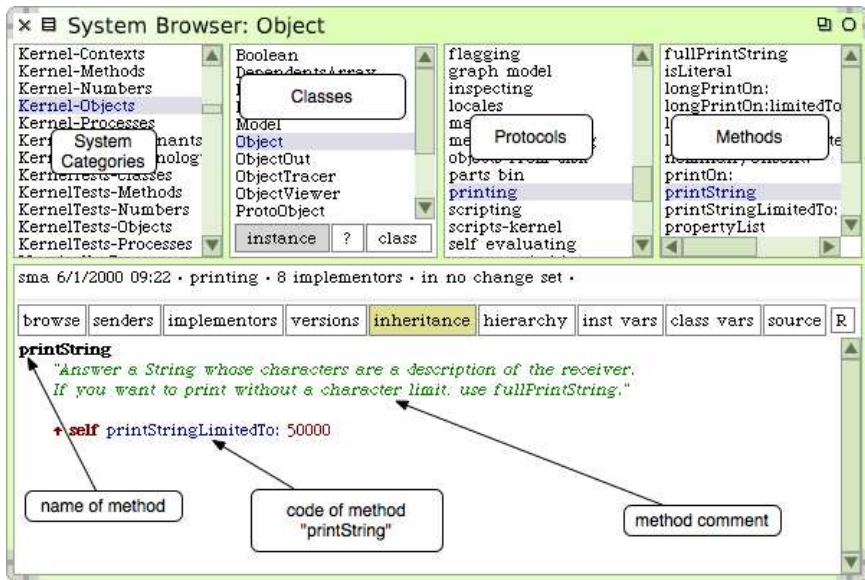 System Browser: Object
Kernel-Contexts
Kernel-Methods
Kernel-Numbers
Kernel-Objects
Kernel-Processes
System
Categories
KernelTests-Methods
KernelTests-Numbers
KernelTests-Objects
KernelTests-Processes
Boolean
DependentsArray
Classes
Model
Object
ObjectOut
ObjectTracer
ObjectViewer
ProtoObject
instance ? class
flagging
graph model
inspecting
locales
Protocols
parts bin
printing
scripting
scripts-kernel
self evaluating
fullPrintString
isLiteral
longPrintOn:
longPrintOn:limitedTo
Methods
printOn:
printString
printStringLimitedTo:
propertyList
sma 6/1/2000 09:22 · printing · 8 implementors · in no change set ·
browse senders implementors versions inheritance hierarchy inst vars class vars source R
printString
"Answer a String whose characters are a description of the receiver.
If you want to print without a character limit, use fullPrintString."
↑ self printStringLimitedTo: 50000
name of method
code of method
"printString"
method comment